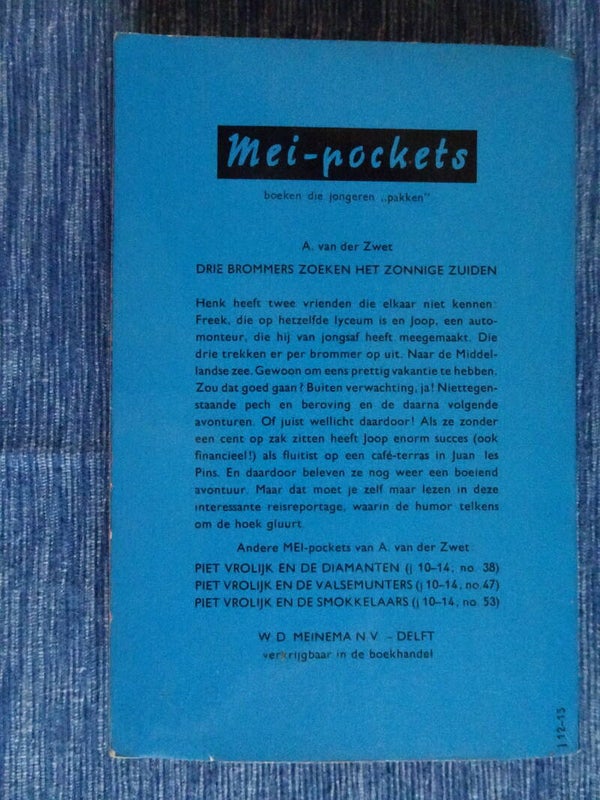 Mei-pockets
boeken die jongeren „pakken"
A. van der Zwet
DRIE BROMMERS ZOEKEN HET ZONNIGE ZUIDEN
Henk heeft twee vrienden die elkaar niet kennen:
Freek, die op hetzelfde lyceum is en Joop, een auto-
monteur, die hij van jongsaf heeft meegemaakt. Die
drie trekken er per brommer op uit. Naar de Middel-
landse zee. Gewoon om eens prettig vakantie te hebben.
Zou dat goed gaan? Buiten verwachting, ja! Niettegen-
staande pech en beroving en de daarna volgende
avonturen. Of juist wellicht daardoor! Als ze zonder
een cent op zak zitten heeft Joop enorm succes (ook
financieel!) als fluitist op een café-terras in Juan les
Pins. En daardoor beleven ze nog weer een boeiend
avontuur. Maar dat moet je zelf maar lezen in deze
interessante reisreportage, waarin de humor telkens
om de hoek gluurt.
Andere MEI-pockets van A. van der Zwet:
PIET VROLIJK EN DE DIAMANTEN (j 10-14; no. 38)
PIET VROLIJK EN DE VALSEMUNTERS (j 10-14; no. 47)
PIET VROLIJK EN DE SMOKKELAARS (j 10-14; no. 53)
W. D. MEINEMA N.V. - DELFT
verkrijgbaar in de boekhandel
j 12-15